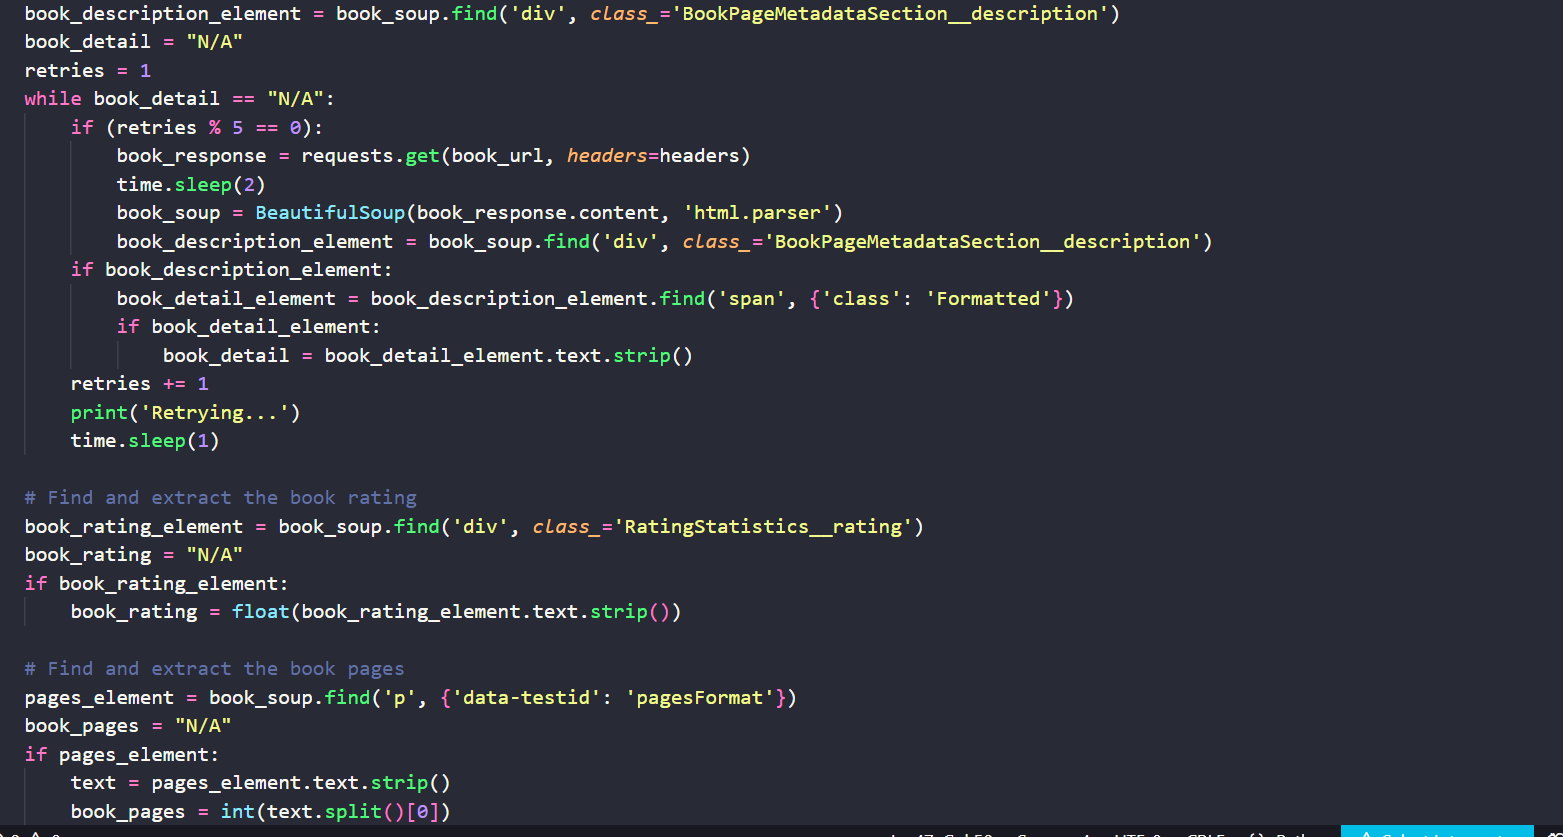 book_description_element = book_soup.find('div', class_='BookPageMetadataSection__description')
book_detail = "N/A"
retries = 1
while book_detail == "N/A":
    if (retries % 5 == 0):
        book_response = requests.get(book_url, headers=headers)
        time.sleep(2)
        book_soup = BeautifulSoup(book_response.content, 'html.parser')
        book_description_element = book_soup.find('div', class_='BookPageMetadataSection__description')
    if book_description_element:
        book_detail_element = book_description_element.find('span', {'class': 'Formatted'})
        if book_detail_element:
            book_detail = book_detail_element.text.strip()
    retries += 1
    print('Retrying...')
    time.sleep(1)

# Find and extract the book rating
book_rating_element = book_soup.find('div', class_='RatingStatistics__rating')
book_rating = "N/A"
if book_rating_element:
    book_rating = float(book_rating_element.text.strip())

# Find and extract the book pages
pages_element = book_soup.find('p', {'data-testid': 'pagesFormat'})
book_pages = "N/A"
if pages_element:
    text = pages_element.text.strip()
    book_pages = int(text.split()[0])